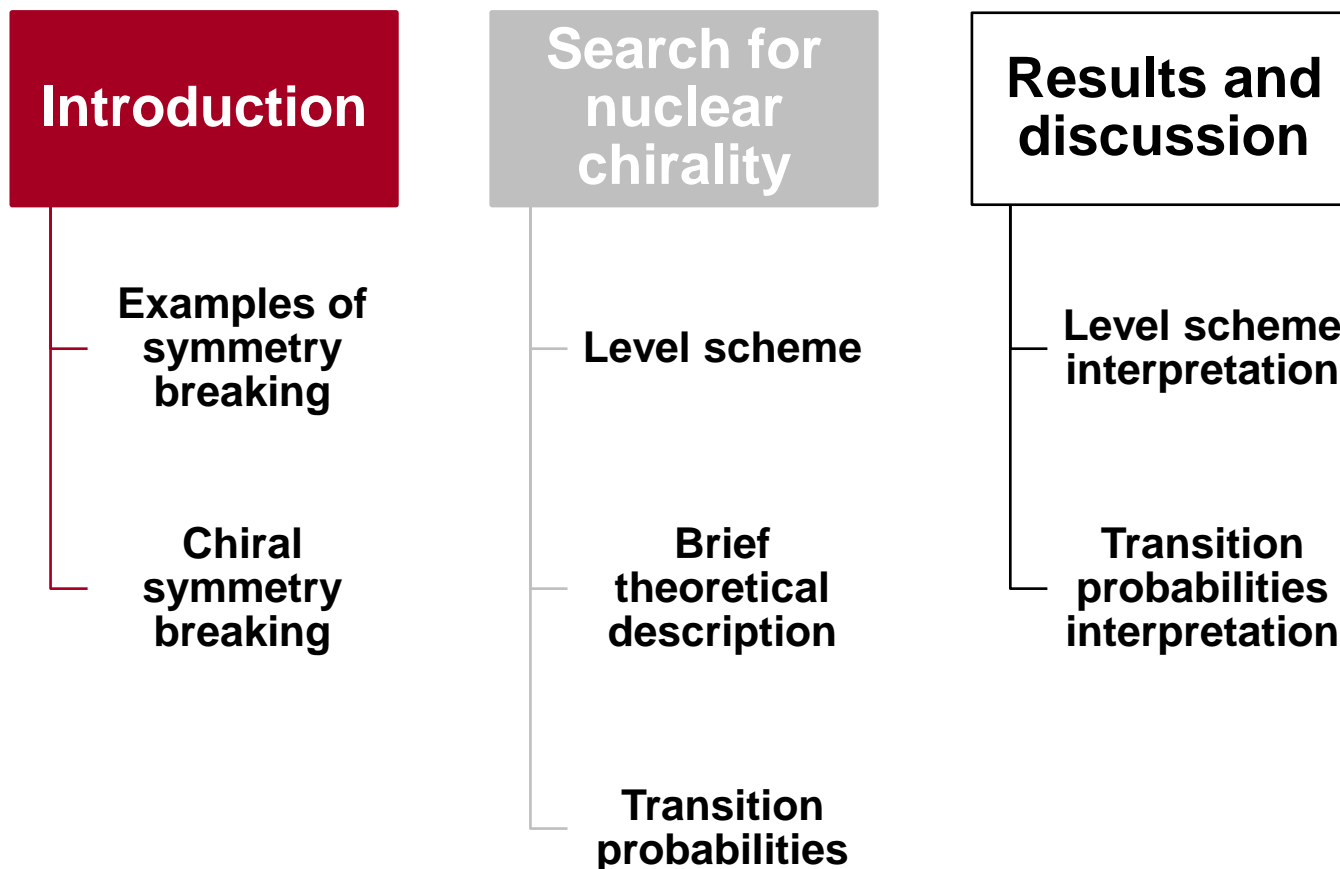 Introduction
Examples of
symmetry
breaking
Chiral
symmetry
breaking
Search for
nuclear
chirality
Level scheme
Brief
theoretical
description
Transition
probabilities
Results and
discussion
Level scheme
interpretation
Transition
probabilities
interpretation